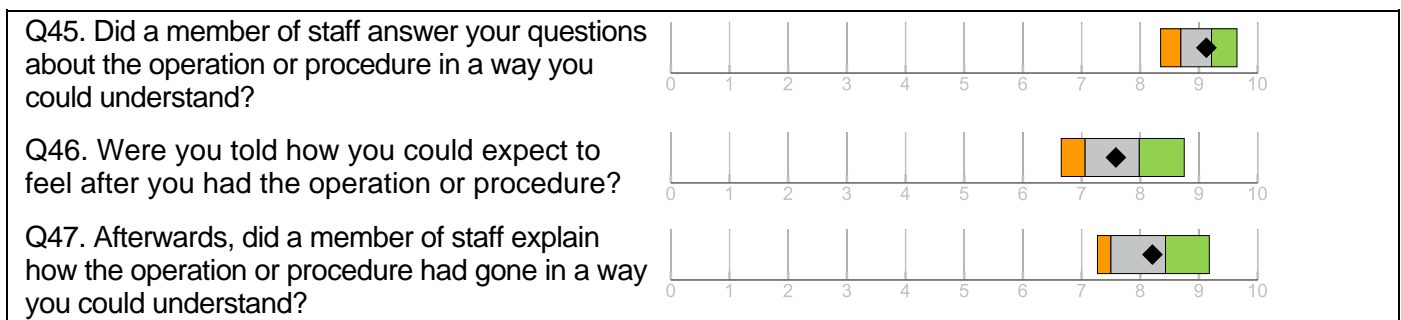 Q45. Did a member of staff answer your questions
about the operation or procedure in a way you
could understand?
0 1 2 3 4 5 6 7 8 9 10
Q46. Were you told how you could expect to
feel after you had the operation or procedure?
0 1 2 3 4 5 6 7 8 9 10
Q47. Afterwards, did a member of staff explain
how the operation or procedure had gone in a way
you could understand?
0 1 2 3 4 5 6 7 8 9 10